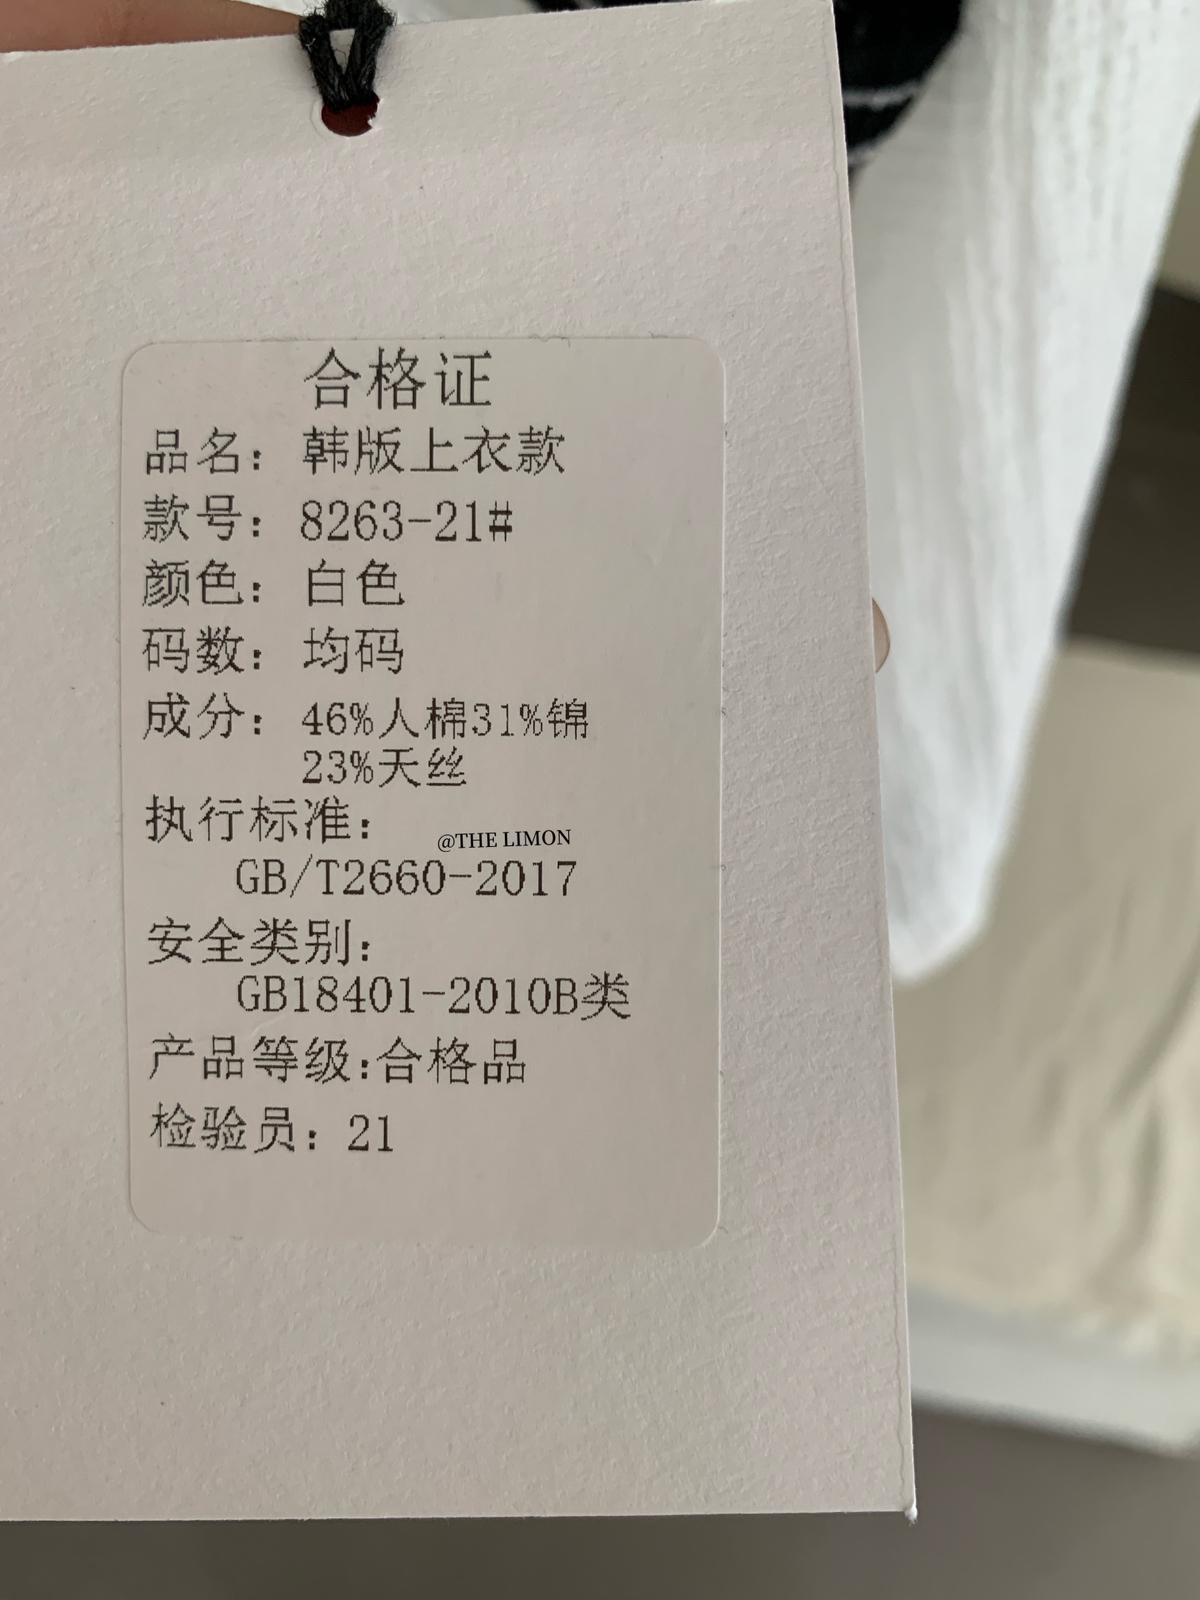 合格证
品名：韩版上衣款
款号：8263-21#
颜色：白色
码数：均码
成分：46%人棉31%锦
23%天丝
执行标准：
@THE LIMON
GB/T2660-2017
安全类别：
GB18401-2010B类
产品等级:合格品
检验员：21